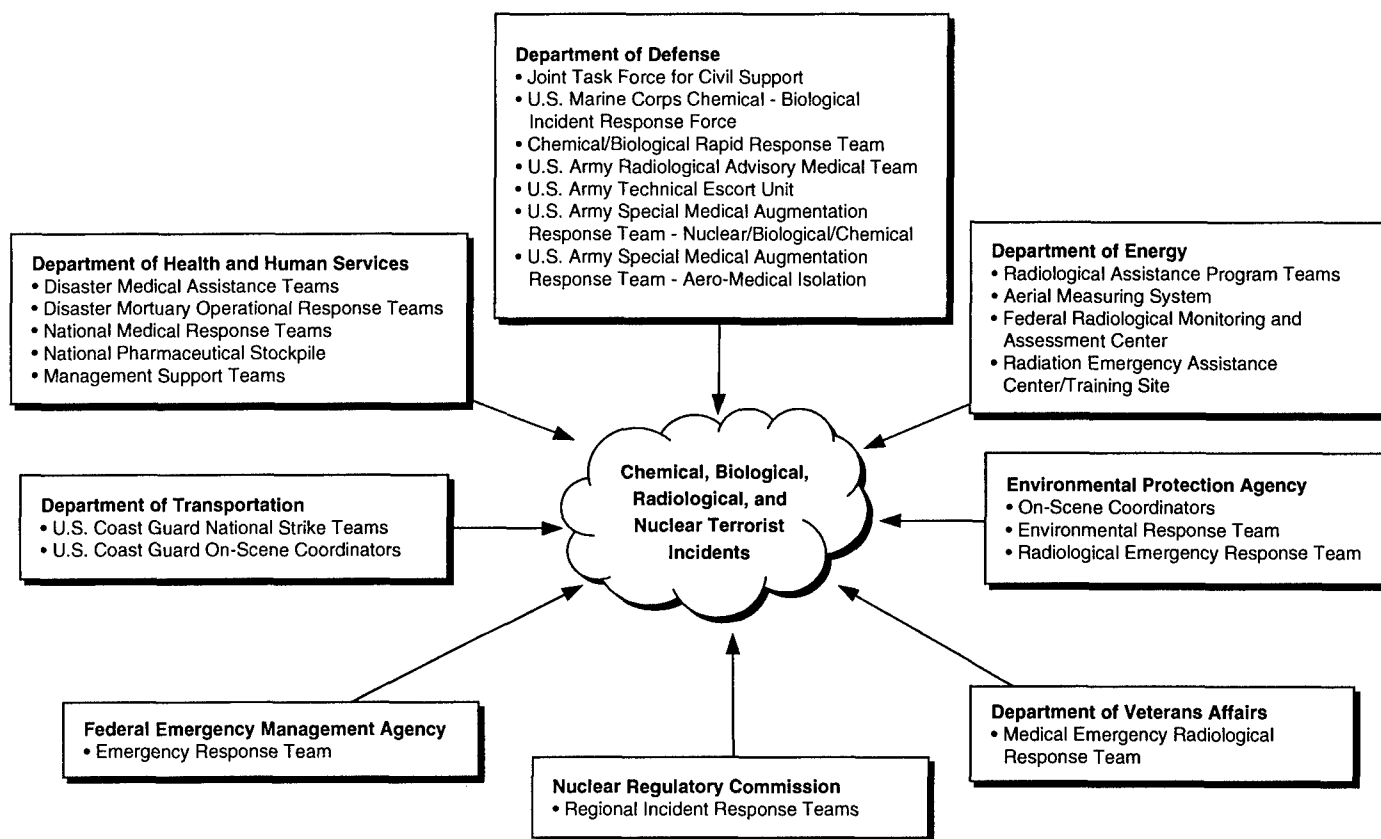 Department of Defense
• Joint Task Force for Civil Support
• U.S. Marine Corps Chemical - Biological
Incident Response Force
• Chemical/Biological Rapid Response Team
• U.S. Army Radiological Advisory Medical Team
• U.S. Army Technical Escort Unit
• U.S. Army Special Medical Augmentation
Response Team - Nuclear/Biological/Chemical
• U.S. Army Special Medical Augmentation
Response Team - Aero-Medical Isolation
Department of Health and Human Services
• Disaster Medical Assistance Teams
• Disaster Mortuary Operational Response Teams
• National Medical Response Teams
• National Pharmaceutical Stockpile
• Management Support Teams
Department of Energy
• Radiological Assistance Program Teams
• Aerial Measuring System
• Federal Radiological Monitoring and
Assessment Center
• Radiation Emergency Assistance
Center/Training Site
Chemical, Biological,
Radiological, and
Nuclear Terrorist
Incidents
Department of Transportation
• U.S. Coast Guard National Strike Teams
• U.S. Coast Guard On-Scene Coordinators
Environmental Protection Agency
• On-Scene Coordinators
• Environmental Response Team
• Radiological Emergency Response Team
Federal Emergency Management Agency
• Emergency Response Team
Nuclear Regulatory Commission
• Regional Incident Response Teams
Department of Veterans Affairs
• Medical Emergency Radiological
Response Team